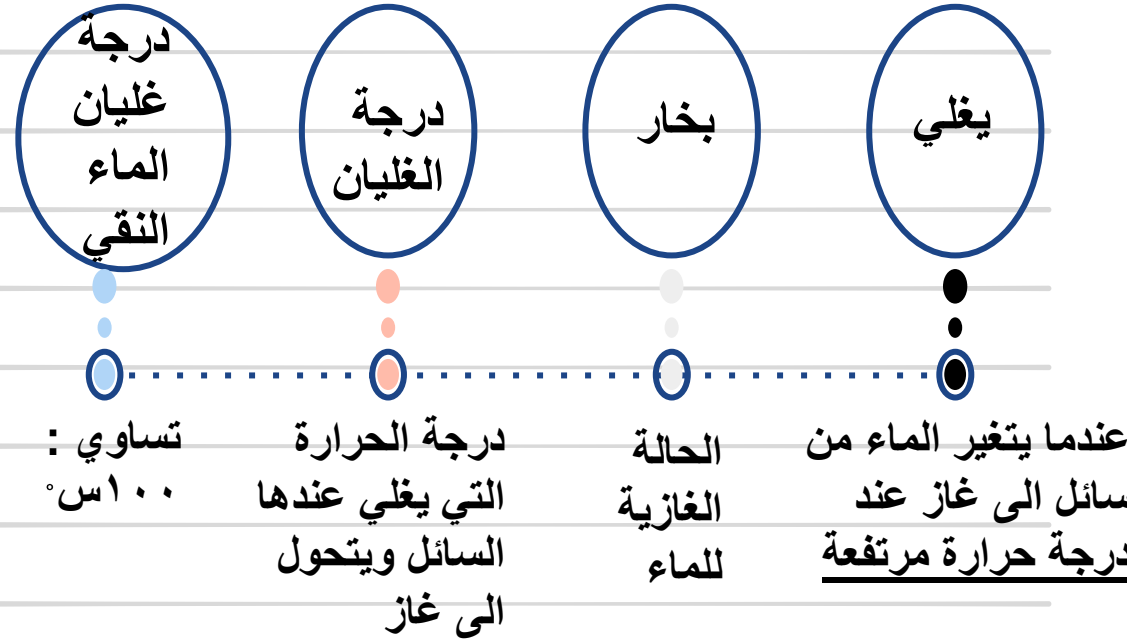 يغلي
بخار
درجة
الغليان
درجة
غليان
الماء
النقي
عندما يتغير الماء من
سائل الى غاز عند
درجة حرارة مرتفعة
الحالة
الغازية
للماء
درجة الحرارة
التي يغلي عندها
السائل ويتحول
الى غاز
تساوي :
١٠٠س°